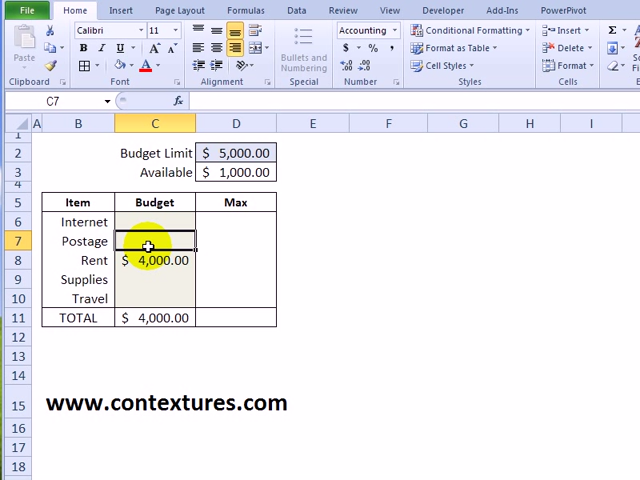 File Home Insert Page Layout Formulas Data Review View Developer Add-Ins PowerPivot
Calibri 11 Accounting Conditional Formatting Insert Σ
Paste B I U Bullets and Numbering $ % , Format as Table Delete
A Cell Styles Format
Clipboard Font Alignment Number Styles Cells
C7 fx
A B C D E F G H I
1
2 Budget Limit $ 5,000.00
3 Available $ 1,000.00
4
5 Item Budget Max
6 Internet
7 Postage
8 Rent $ 4,000.00
9 Supplies
10 Travel
11 TOTAL $ 4,000.00
12
13
14
15 www.contextures.com
16
17
18